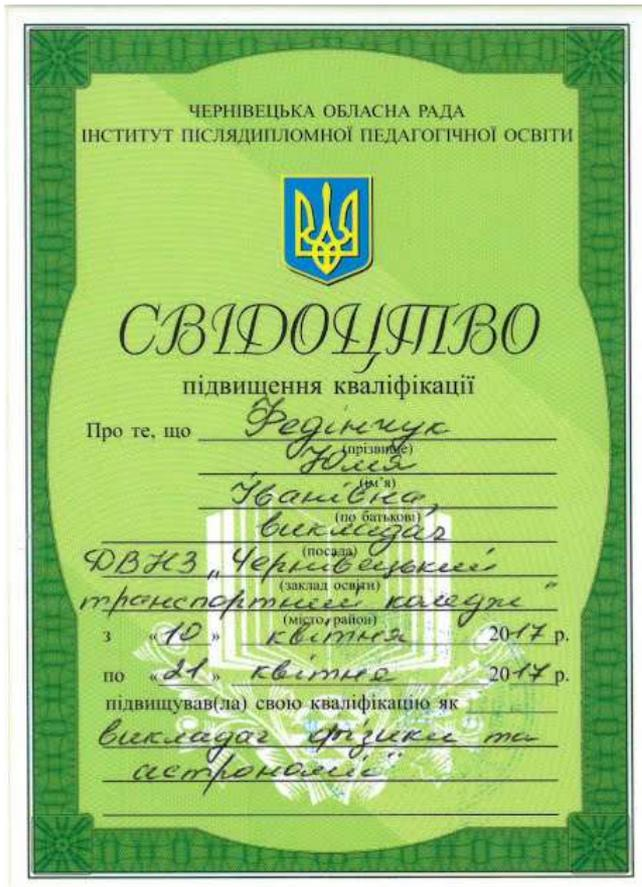 ЧЕРНІВЕЦЬКА ОБЛАСНА РАДА
ІНСТИТУТ ПІСЛЯДИПЛОМНОЇ ПЕДАГОГІЧНОЇ ОСВІТИ
СВІДОЦТВО
підвищення кваліфікації
Про те, що Федінчук
(прізвище)
Юлія
(ім'я)
Іванівна,
(по батькові)
викладач
(посада)
ДВНЗ „Чернівецький
(заклад освіти)
транспортний коледж"
(місто, район)
з «10» квітня 2017 р.
по «21» квітня 2017 р.
підвищував(ла) свою кваліфікацію як
викладач фізики та
астрономії